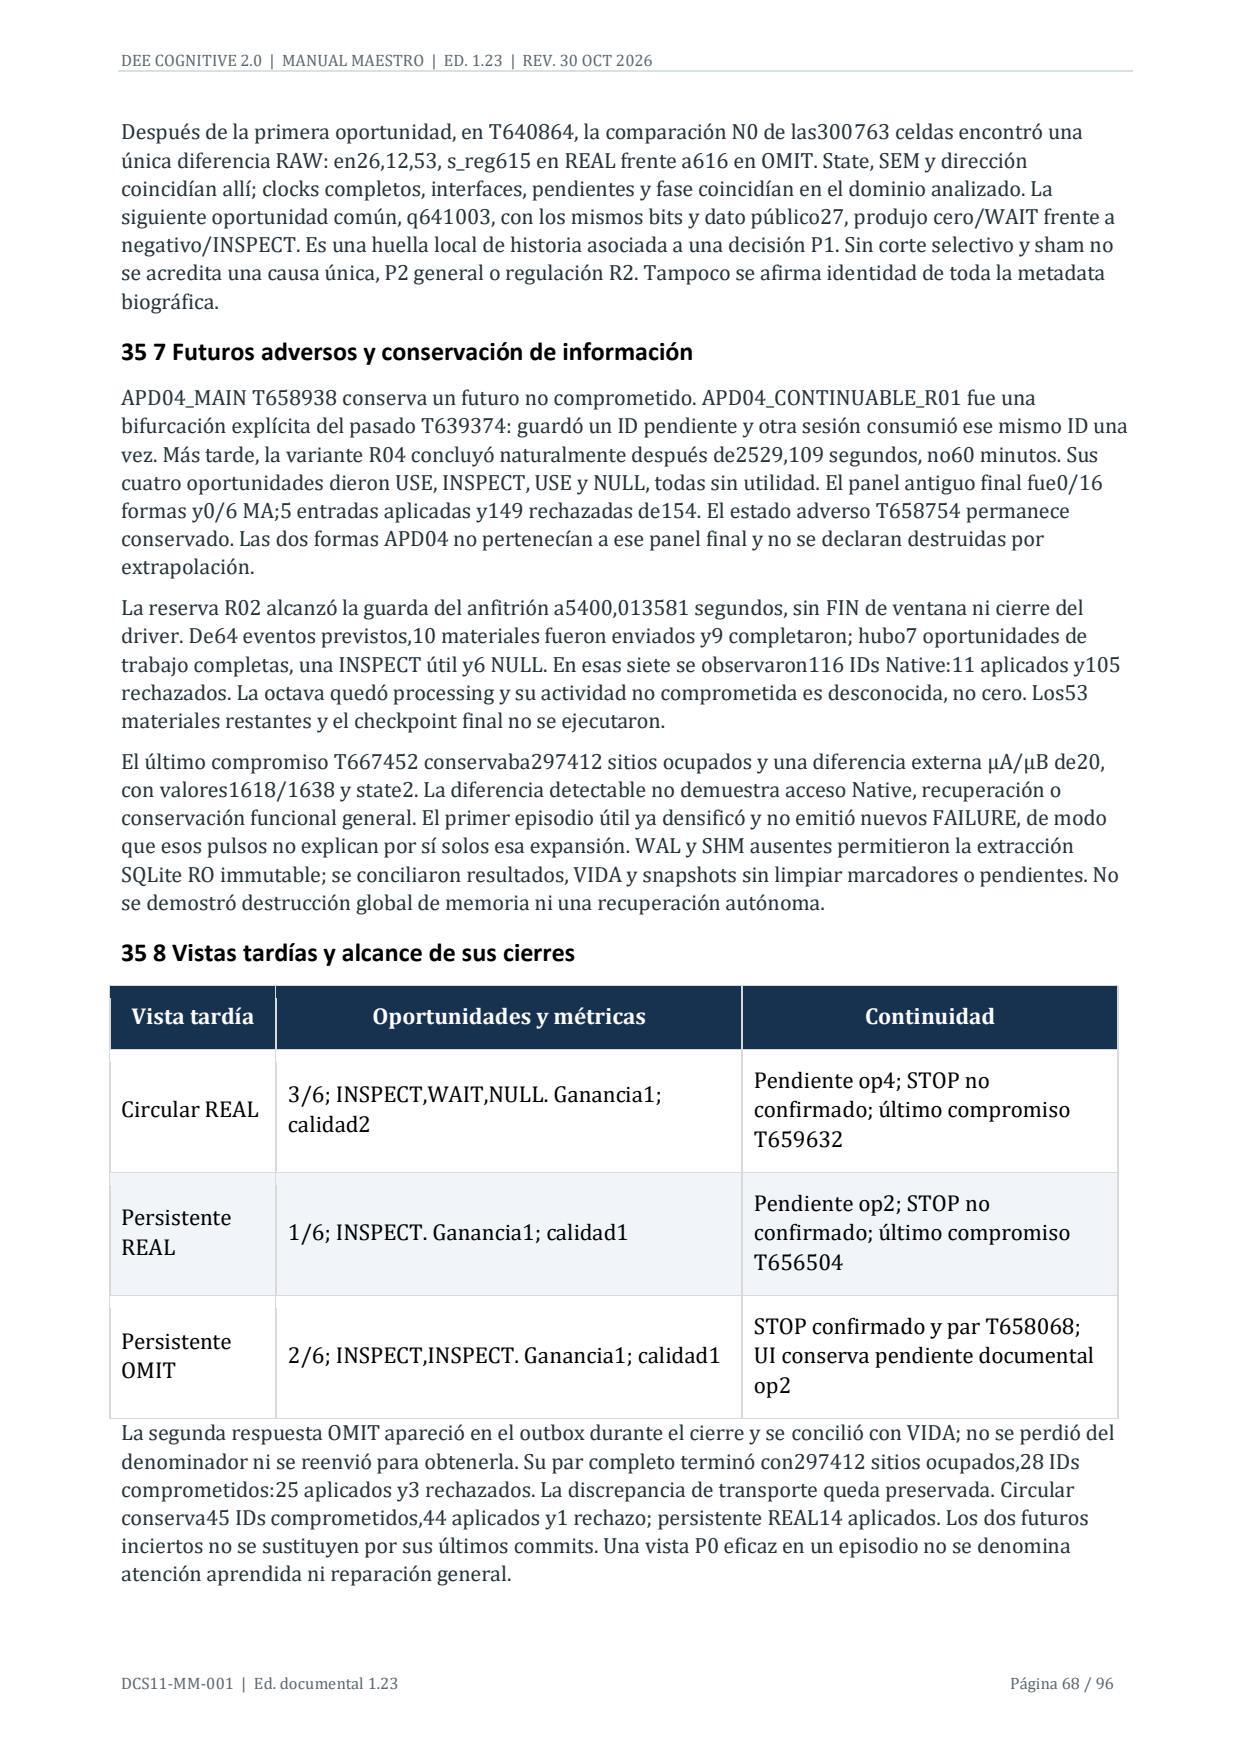 DEE COGNITIVE 2.0 | MANUAL MAESTRO | ED. 1.23 | REV. 30 OCT 2026
Después de la primera oportunidad, en T640864, la comparación N0 de las300763 celdas encontró una
única diferencia RAW: en26,12,53, s_reg615 en REAL frente a616 en OMIT. State, SEM y dirección
coincidían allí; clocks completos, interfaces, pendientes y fase coincidían en el dominio analizado. La
siguiente oportunidad común, q641003, con los mismos bits y dato público27, produjo cero/WAIT frente a
negativo/INSPECT. Es una huella local de historia asociada a una decisión P1. Sin corte selectivo y sham no
se acredita una causa única, P2 general o regulación R2. Tampoco se afirma identidad de toda la metadata
biográfica.
35 7 Futuros adversos y conservación de información
APD04_MAIN T658938 conserva un futuro no comprometido. APD04_CONTINUABLE_R01 fue una
bifurcación explícita del pasado T639374: guardó un ID pendiente y otra sesión consumió ese mismo ID una
vez. Más tarde, la variante R04 concluyó naturalmente después de2529,109 segundos, no60 minutos. Sus
cuatro oportunidades dieron USE, INSPECT, USE y NULL, todas sin utilidad. El panel antiguo final fue0/16
formas y0/6 MA;5 entradas aplicadas y149 rechazadas de154. El estado adverso T658754 permanece
conservado. Las dos formas APD04 no pertenecían a ese panel final y no se declaran destruidas por
extrapolación.
La reserva R02 alcanzó la guarda del anfitrión a5400,013581 segundos, sin FIN de ventana ni cierre del
driver. De64 eventos previstos,10 materiales fueron enviados y9 completaron; hubo7 oportunidades de
trabajo completas, una INSPECT útil y6 NULL. En esas siete se observaron116 IDs Native:11 aplicados y105
rechazados. La octava quedó processing y su actividad no comprometida es desconocida, no cero. Los53
materiales restantes y el checkpoint final no se ejecutaron.
El último compromiso T667452 conservaba297412 sitios ocupados y una diferencia externa μA/μB de20,
con valores1618/1638 y state2. La diferencia detectable no demuestra acceso Native, recuperación o
conservación funcional general. El primer episodio útil ya densificó y no emitió nuevos FAILURE, de modo
que esos pulsos no explican por sí solos esa expansión. WAL y SHM ausentes permitieron la extracción
SQLite RO immutable; se conciliaron resultados, VIDA y snapshots sin limpiar marcadores o pendientes. No
se demostró destrucción global de memoria ni una recuperación autónoma.
35 8 Vistas tardías y alcance de sus cierres
Vista tardía
Oportunidades y métricas
Continuidad
Circular REAL
3/6; INSPECT,WAIT,NULL. Ganancia1;
calidad2
Pendiente op4; STOP no
confirmado; último compromiso
T659632
Persistente
REAL
1/6; INSPECT. Ganancia1; calidad1
Pendiente op2; STOP no
confirmado; último compromiso
T656504
Persistente
OMIT
2/6; INSPECT,INSPECT. Ganancia1; calidad1
STOP confirmado y par T658068;
UI conserva pendiente documental
op2
La segunda respuesta OMIT apareció en el outbox durante el cierre y se concilió con VIDA; no se perdió del
denominador ni se reenvió para obtenerla. Su par completo terminó con297412 sitios ocupados,28 IDs
comprometidos:25 aplicados y3 rechazados. La discrepancia de transporte queda preservada. Circular
conserva45 IDs comprometidos,44 aplicados y1 rechazo; persistente REAL14 aplicados. Los dos futuros
inciertos no se sustituyen por sus últimos commits. Una vista P0 eficaz en un episodio no se denomina
atención aprendida ni reparación general.
DCS11-MM-001 | Ed. documental 1.23
Página 68 / 96